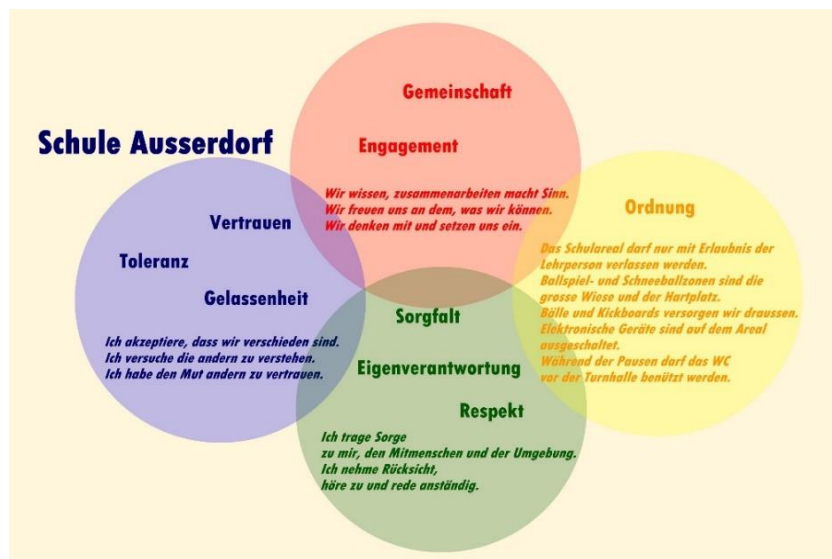 Schule Ausserdorf
Gemeinschaft
Engagement
Wir wissen, zusammenarbeiten macht Sinn.
Wir freuen uns an dem, was wir können.
Wir denken mit und setzen uns ein.
Vertrauen
Toleranz
Gelassenheit
Ich akzeptiere, dass wir verschieden sind.
Ich versuche die andern zu verstehen.
Ich habe den Mut andern zu vertrauen.
Ordnung
Das Schulareal darf nur mit Erlaubnis der
Lehrperson verlassen werden.
Ballspiel- und Schneeballzonen sind die
grosse Wiese und der Hartplatz.
Bälle und Kickboards versorgen wir draussen.
Elektronische Geräte sind auf dem Areal
ausgeschaltet.
Während der Pausen darf das WC
vor der Turnhalle benützt werden.
Sorgfalt
Eigenverantwortung
Respekt
Ich trage Sorge
zu mir, den Mitmenschen und der Umgebung.
Ich nehme Rücksicht,
höre zu und rede anständig.